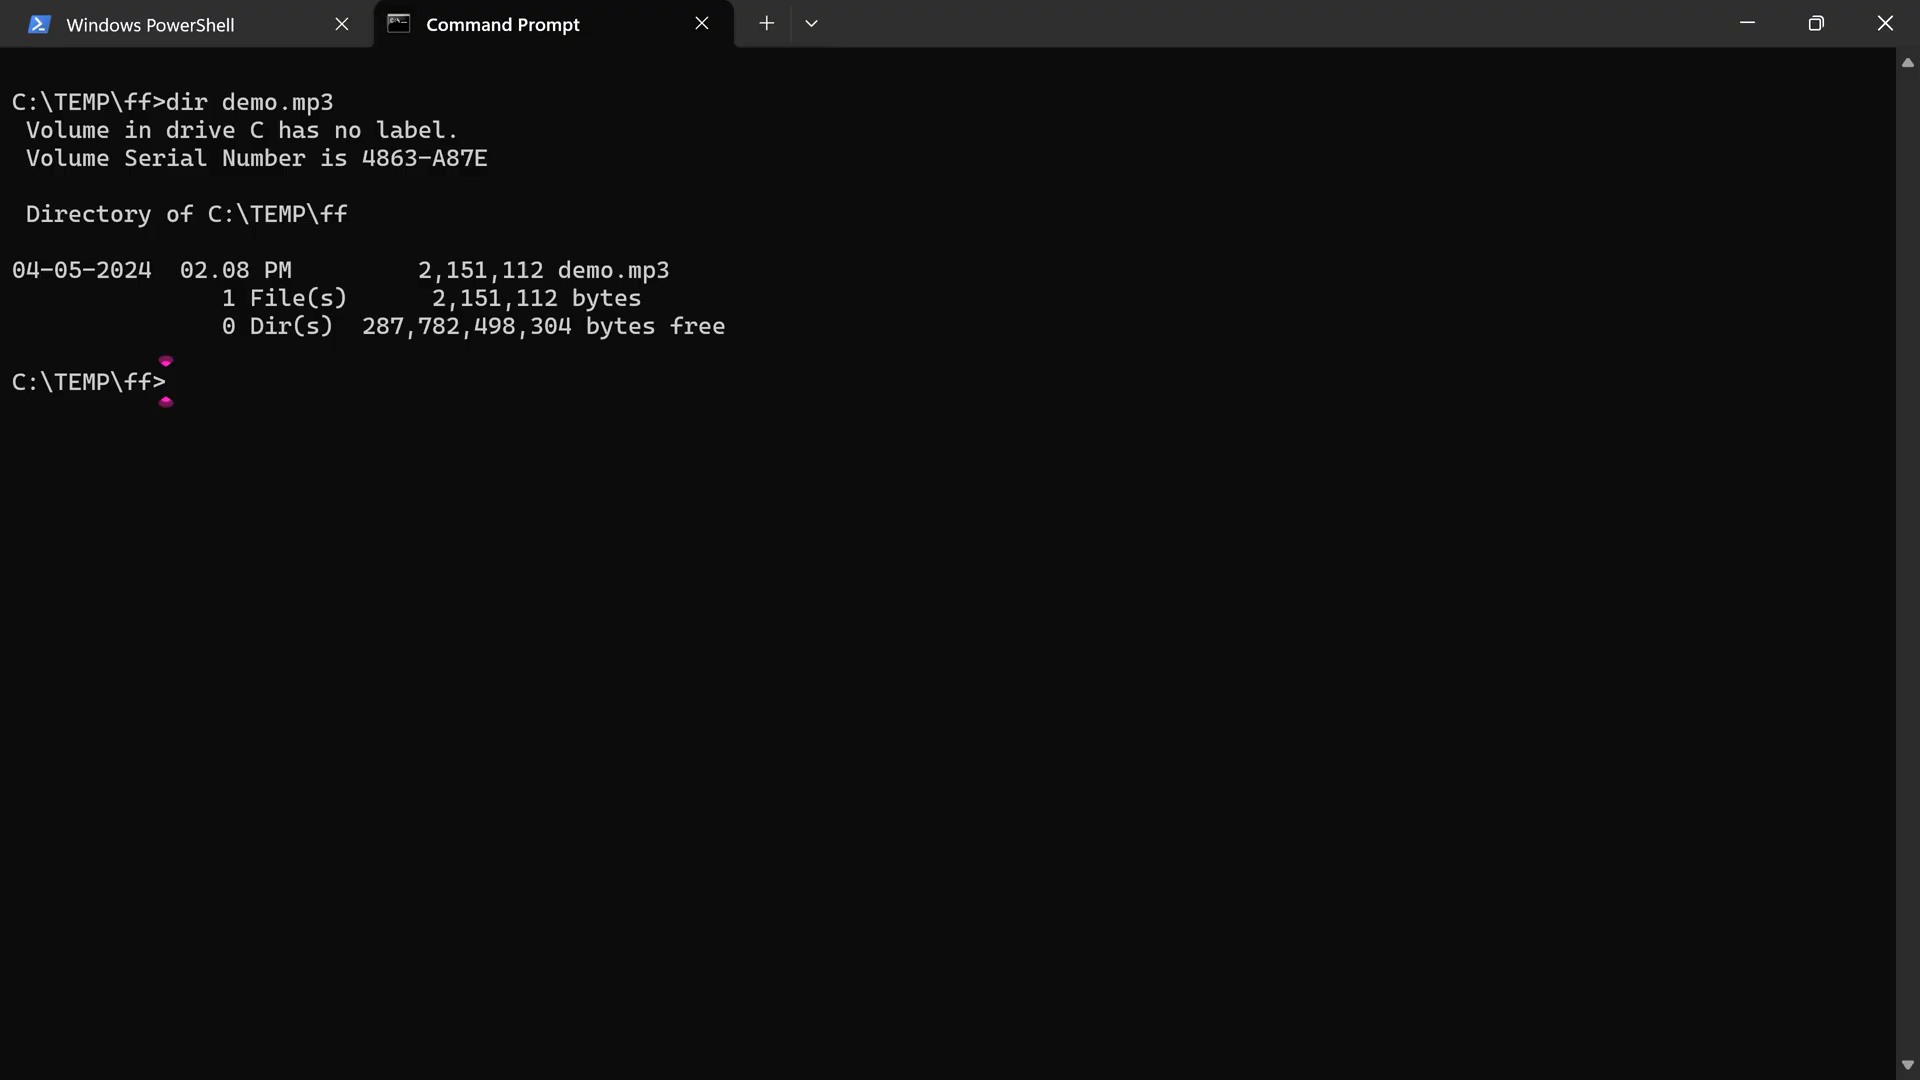 Windows PowerShell
Command Prompt
C:\TEMP\ff>dir demo.mp3
Volume in drive C has no label.
Volume Serial Number is 4863-A87E
Directory of C:\TEMP\ff
04-05-2024  02.08 PM         2,151,112 demo.mp3
1 File(s)      2,151,112 bytes
0 Dir(s)  287,782,498,304 bytes free
C:\TEMP\ff>